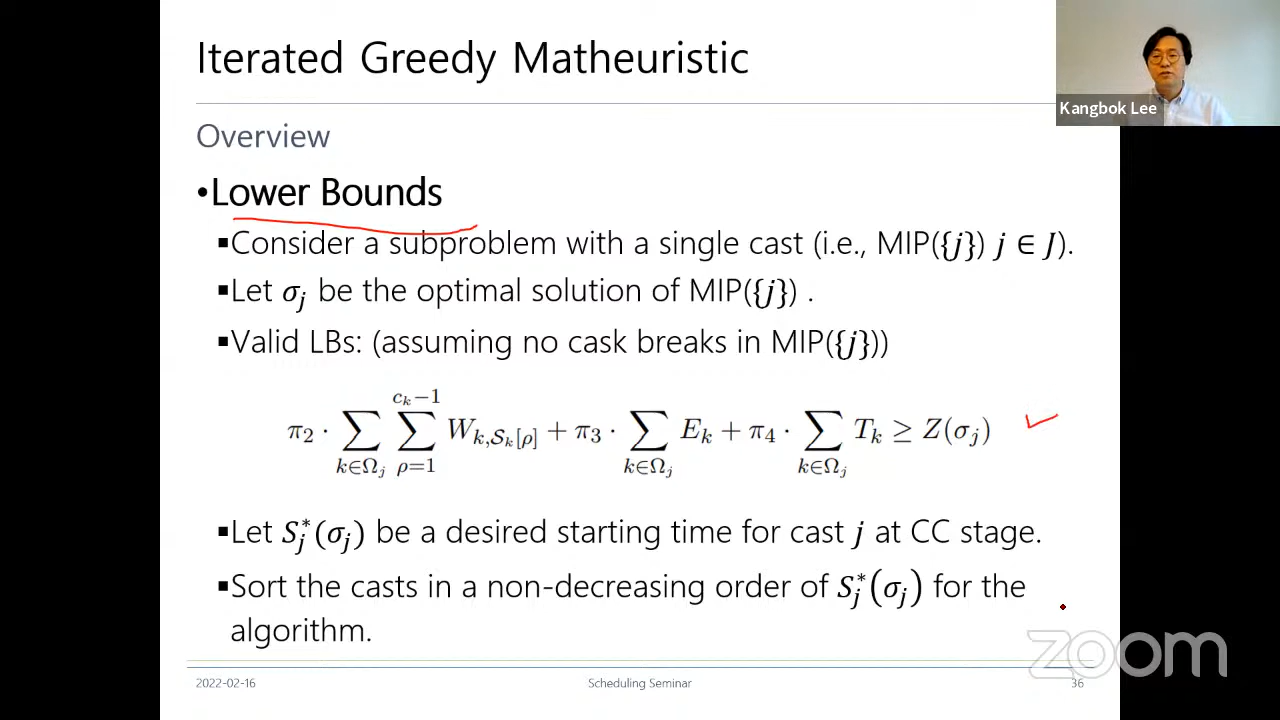 Iterated Greedy Matheuristic
Kangbok Lee
Overview
•Lower Bounds
▪Consider a subproblem with a single cast (i.e., MIP({j}) j ∈ J).
▪Let σ_j be the optimal solution of MIP({j}) .
▪Valid LBs: (assuming no cask breaks in MIP({j}))
π_2 · ∑_{k∈Ω_j} ∑_{ρ=1}^{c_k−1} W_{k,𝒮_k[ρ]} + π_3 · ∑_{k∈Ω_j} E_k + π_4 · ∑_{k∈Ω_j} T_k ≥ Z(σ_j)
▪Let S_j^*(σ_j) be a desired starting time for cast j at CC stage.
▪Sort the casts in a non-decreasing order of S_j^*(σ_j) for the
algorithm.
zoom
2022-02-16
Scheduling Seminar
36